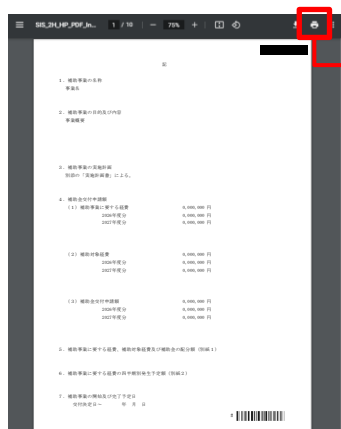 SIS_2H_HP_PDF_In... 1 / 10 | − 75% +
記
1．補助事業の名称
事業名
2．補助事業の目的及び内容
事業概要
3．補助事業の実施計画
別添の「実施計画書」による。
4．補助金交付申請額
（1）補助事業に要する経費 0,000,000 円
2026年度分 0,000,000 円
2027年度分 0,000,000 円
（2）補助対象経費 0,000,000 円
2026年度分 0,000,000 円
2027年度分 0,000,000 円
（3）補助金交付申請額 0,000,000 円
2026年度分 0,000,000 円
2027年度分 0,000,000 円
5．補助事業に要する経費、補助対象経費及び補助金の配分額（別紙1）
6．補助事業に要する経費の四半期別発生予定額（別紙2）
7．補助事業の開始及び完了予定日
交付決定日～ 年 月 日